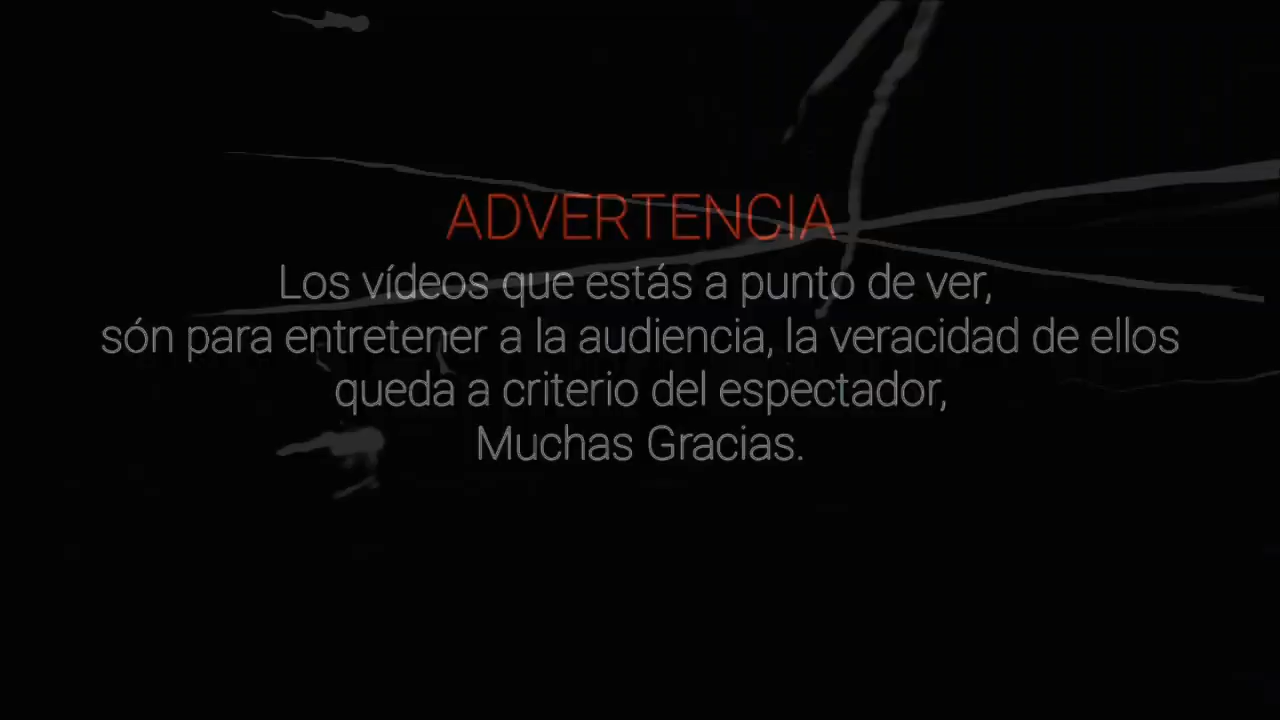 ADVERTENCIA
Los vídeos que estás a punto de ver,
són para entretener a la audiencia, la veracidad de ellos
queda a criterio del espectador,
Muchas Gracias.